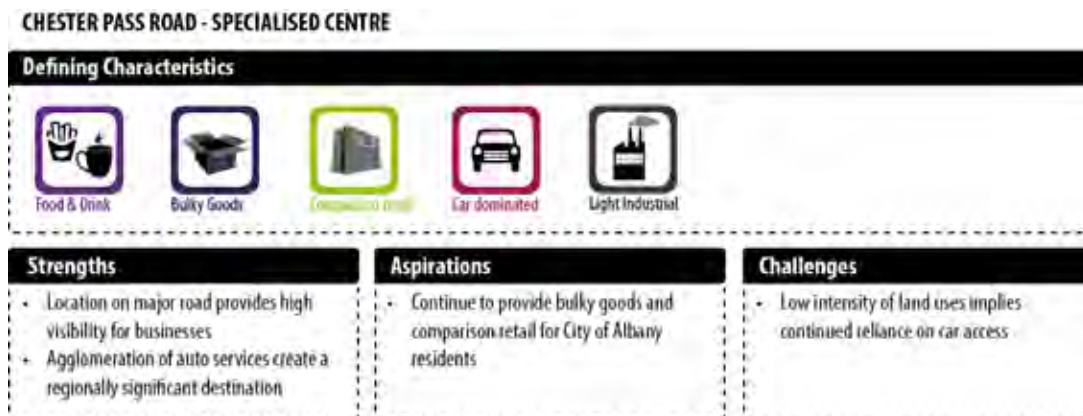 CHESTER PASS ROAD - SPECIALISED CENTRE
Defining Characteristics
Food & Drink
Bulky Goods
Comparison retail
Car dominated
Light Industrial
Strengths
• Location on major road provides high
visibility for businesses
• Agglomeration of auto services create a
regionally significant destination
Aspirations
• Continue to provide bulky goods and
comparison retail for City of Albany
residents
Challenges
• Low intensity of land uses implies
continued reliance on car access